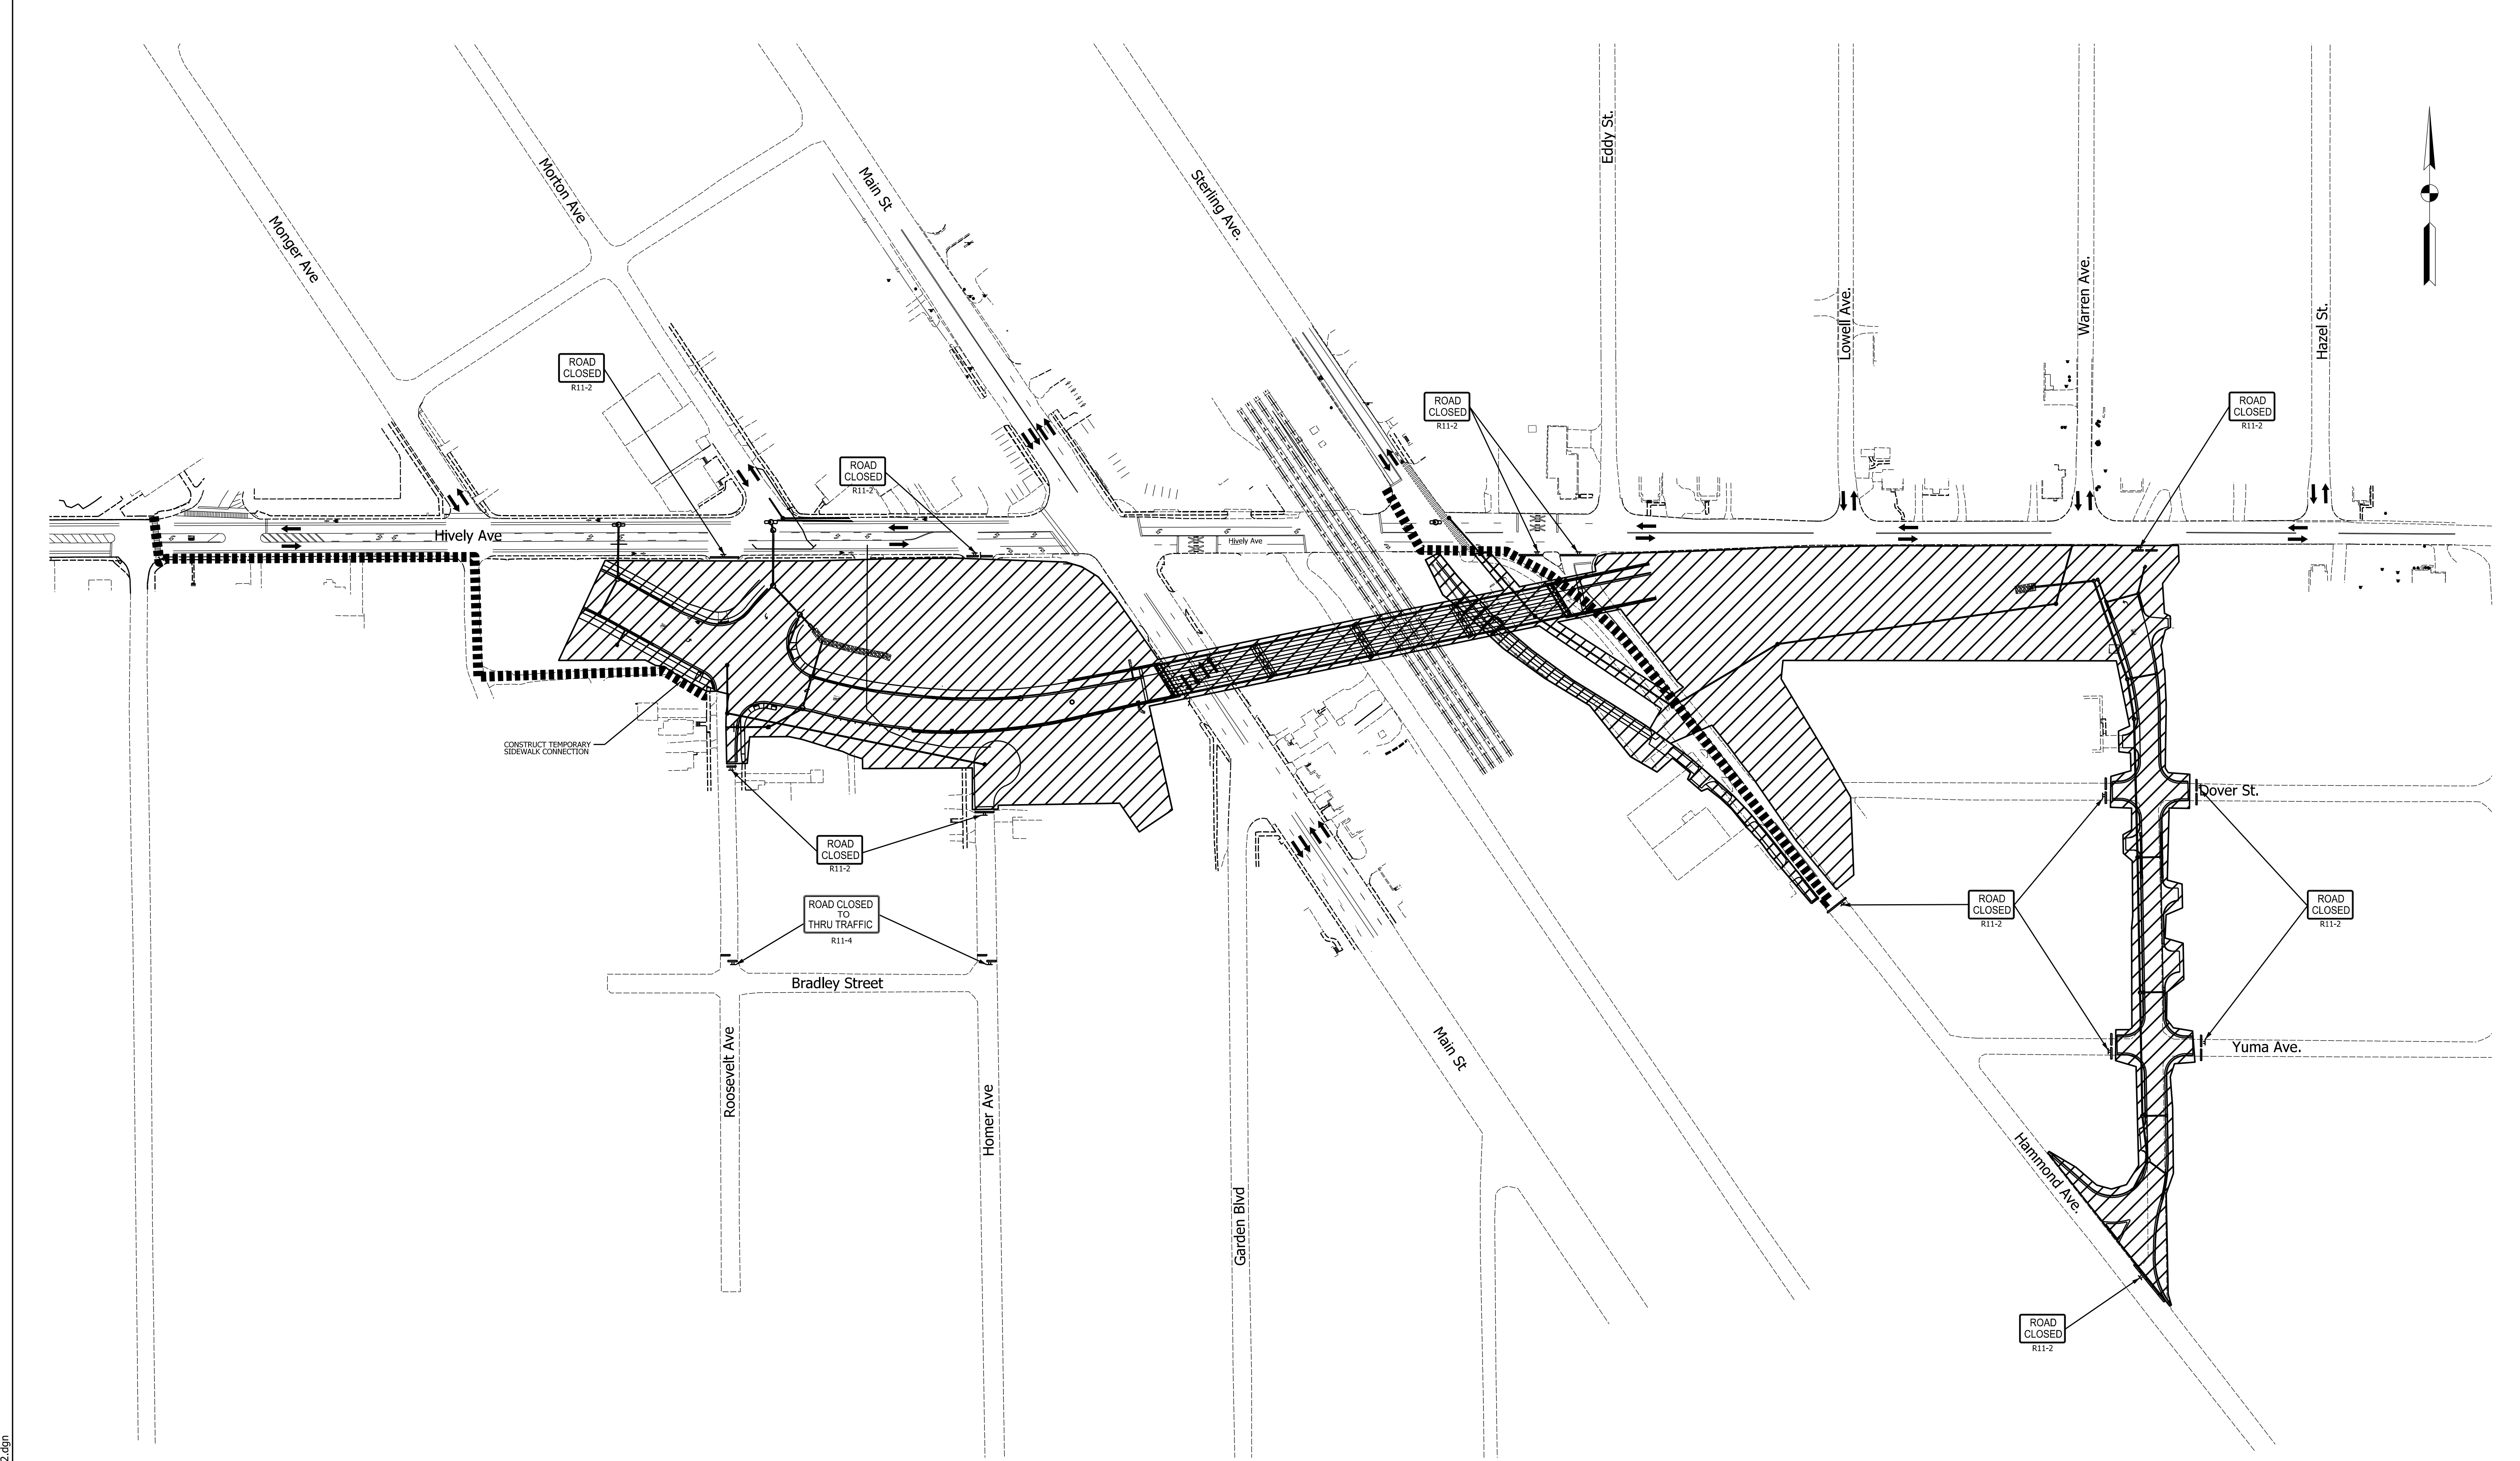 Eddy St.
Morton Ave
Main St
Sterling Ave.
Monger Ave
Warren Ave.
Lowell Ave.
Hazel St.
ROAD
CLOSED
R11-2
ROAD
CLOSED
R11-2
ROAD
CLOSED
R11-2
ROAD
CLOSED
R11-2
Hively Ave
Hively Ave
CONSTRUCT TEMPORARY
SIDEWALK CONNECTION
Dover St.
ROAD
CLOSED
R11-2
ROAD CLOSED
TO
THRU TRAFFIC
R11-4
ROAD
CLOSED
R11-2
ROAD
CLOSED
R11-2
Bradley Street
Roosevelt Ave
Homer Ave
Main St
Yuma Ave.
Hammond Ave.
Garden Blvd
ROAD
CLOSED
R11-2
2.dgn